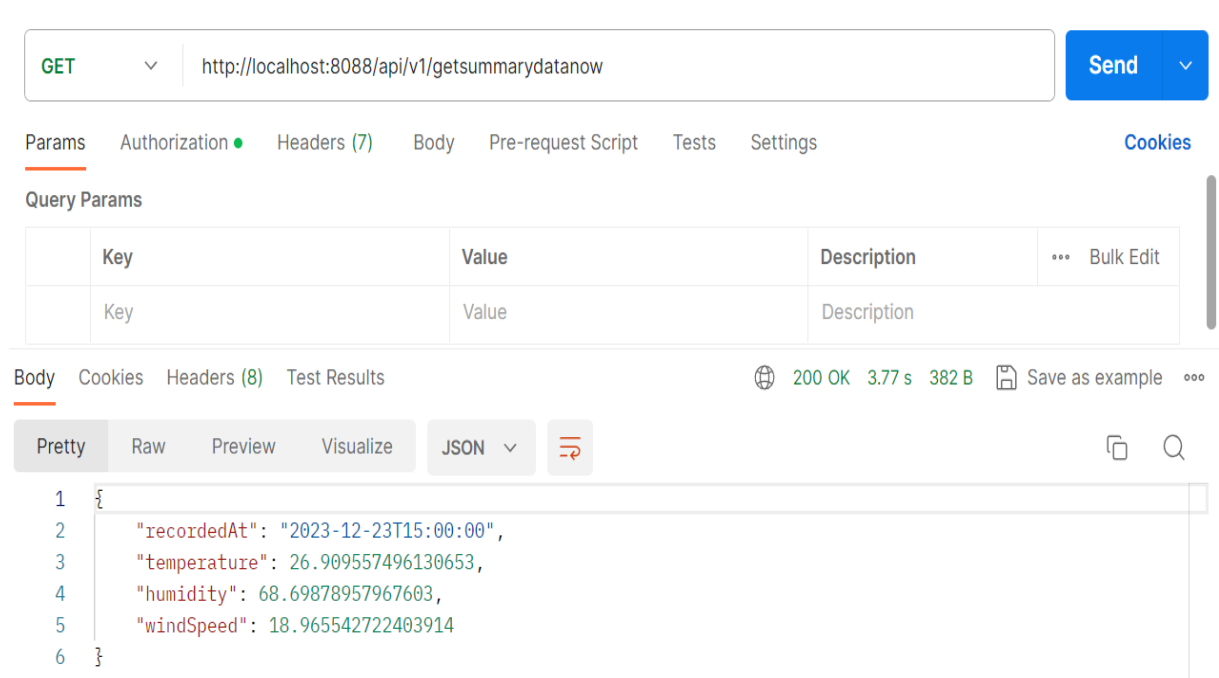 GET http://localhost:8088/api/v1/getsummarydatanow Send
Params Authorization Headers (7) Body Pre-request Script Tests Settings Cookies
Query Params
Key Value Description Bulk Edit
Key Value Description
Body Cookies Headers (8) Test Results 200 OK 3.77 s 382 B Save as example
Pretty Raw Preview Visualize JSON
1 {
2 "recordedAt": "2023-12-23T15:00:00",
3 "temperature": 26.909557496130653,
4 "humidity": 68.69878957967603,
5 "windSpeed": 18.965542722403914
6 }